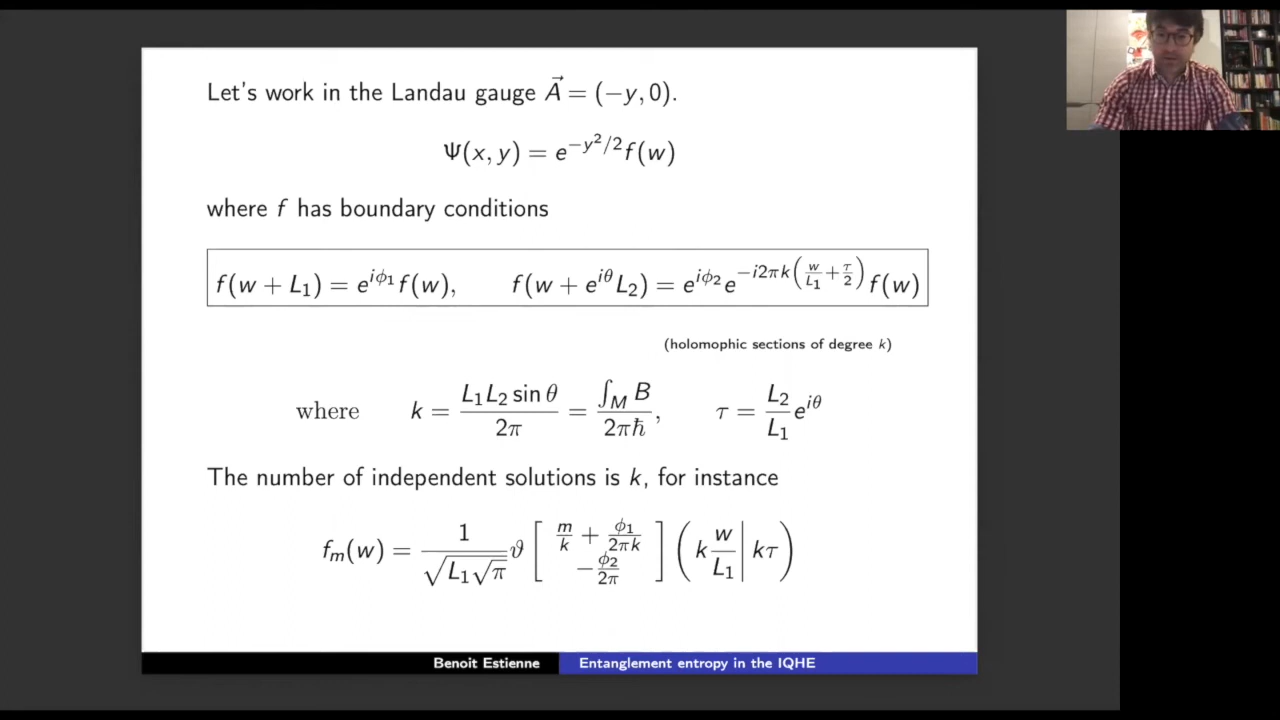 Let's work in the Landau gauge $\vec{A} = (-y, 0)$.
$\Psi(x, y) = e^{-y^2/2} f(w)$
where $f$ has boundary conditions
$f(w + L_1) = e^{i\phi_1} f(w), \qquad f(w + e^{i\theta} L_2) = e^{i\phi_2} e^{-i2\pi k\left(\frac{w}{L_1} + \frac{\tau}{2}\right)} f(w)$
(holomophic sections of degree $k$)
where $k = \frac{L_1 L_2 \sin\theta}{2\pi} = \frac{\int_M B}{2\pi\hbar}, \qquad \tau = \frac{L_2}{L_1} e^{i\theta}$
The number of independent solutions is $k$, for instance
$f_m(w) = \frac{1}{\sqrt{L_1\sqrt{\pi}}} \vartheta \left[ \begin{array}{c} \frac{m}{k} + \frac{\phi_1}{2\pi k} \\ -\frac{\phi_2}{2\pi} \end{array} \right] \left( k\frac{w}{L_1} \middle| k\tau \right)$
Benoit Estienne Entanglement entropy in the IQHE